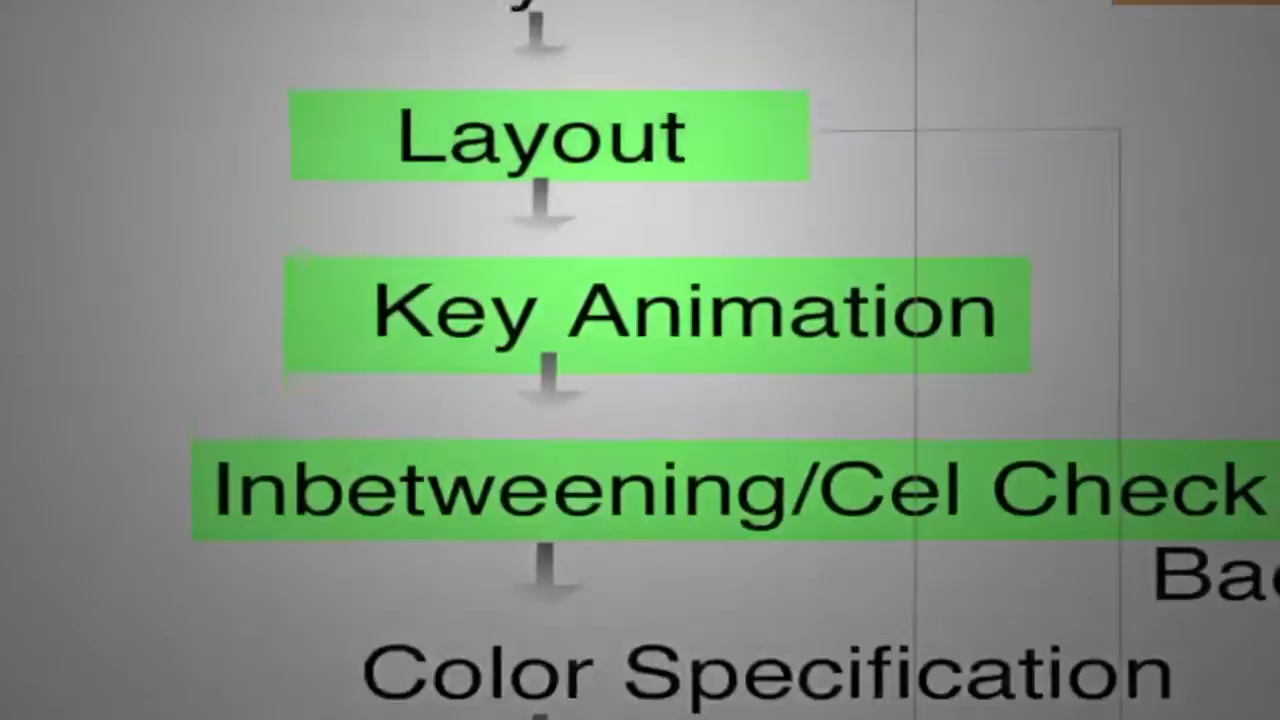 Layout
Key Animation
Inbetweening/Cel Check
Color Specification